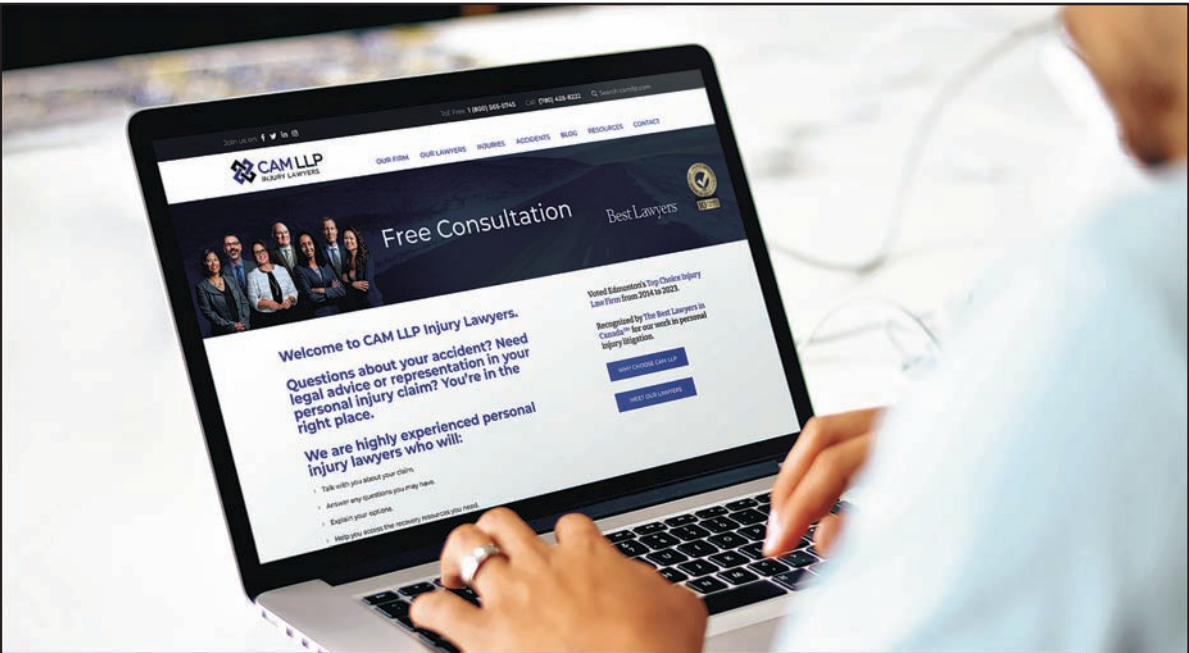 Join us on:
Toll Free: 1 (800) 565-5745 Call: (780) 428-8222 Search camllp.com
CAM LLP
INJURY LAWYERS
OUR FIRM OUR LAWYERS INJURIES ACCIDENTS BLOG RESOURCES CONTACT
Free Consultation
Best Lawyers
Welcome to CAM LLP Injury Lawyers.
Questions about your accident? Need
legal advice or representation in your
personal injury claim? You're in the
right place.
We are highly experienced personal
injury lawyers who will:
› Talk with you about your claim.
› Answer any questions you may have.
› Explain your options.
› Help you access the recovery resources you need.
Voted Edmonton's Top Choice Injury
Law Firm from 2014 to 2023.
Recognized by The Best Lawyers in
Canada™ for our work in personal
injury litigation.
WHY CHOOSE CAM LLP
MEET OUR LAWYERS